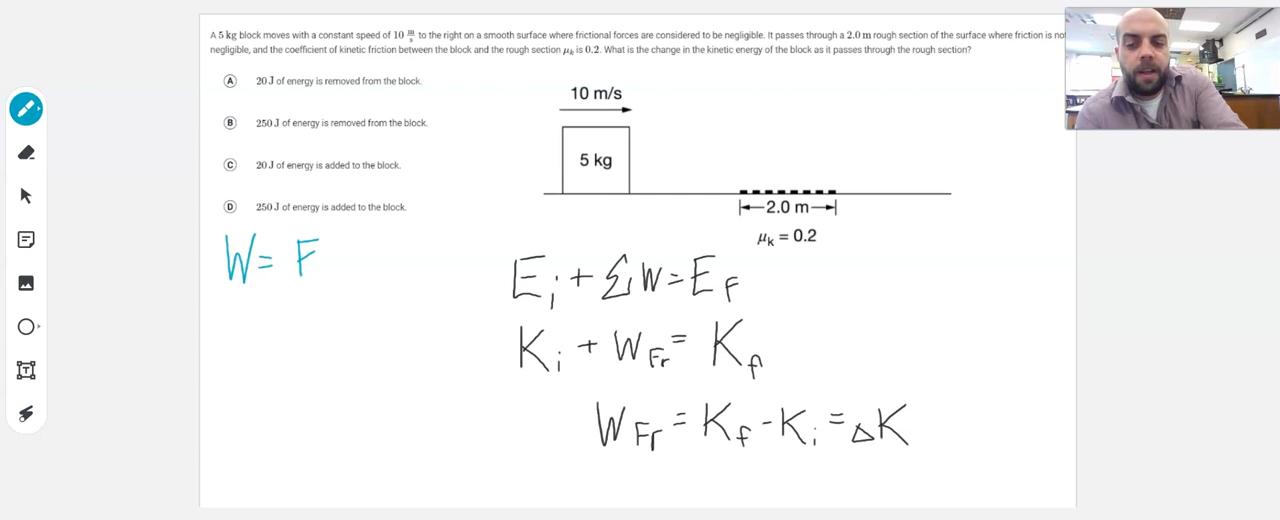 A 5 kg block moves with a constant speed of 10 m/s to the right on a smooth surface where frictional forces are considered to be negligible. It passes through a 2.0 m rough section of the surface where friction is no
negligible, and the coefficient of kinetic friction between the block and the rough section μk is 0.2. What is the change in the kinetic energy of the block as it passes through the rough section?
A 20 J of energy is removed from the block.
B 250 J of energy is removed from the block.
C 20 J of energy is added to the block.
D 250 J of energy is added to the block.
10 m/s
5 kg
2.0 m
μk = 0.2
W = F
Ei + ΣW = EF
Ki + WFr = Kf
WFr = Kf - Ki = ΔK
T